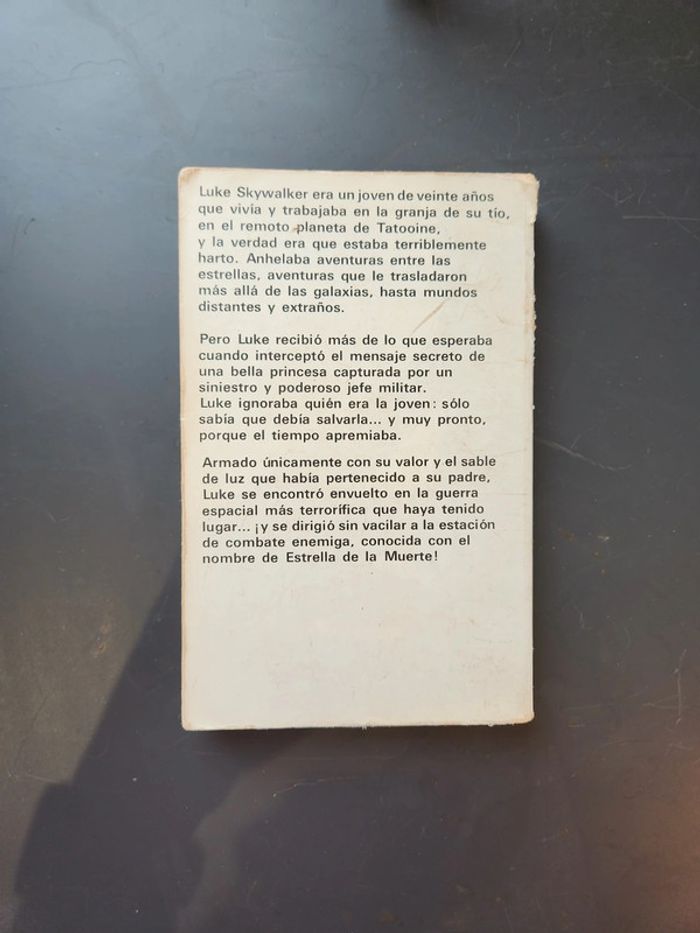 Luke Skywalker era un joven de veinte años
que vivía y trabajaba en la granja de su tío,
en el remoto planeta de Tatooine,
y la verdad era que estaba terriblemente
harto. Anhelaba aventuras entre las
estrellas, aventuras que le trasladaron
más allá de las galaxias, hasta mundos
distantes y extraños.
Pero Luke recibió más de lo que esperaba
cuando interceptó el mensaje secreto de
una bella princesa capturada por un
siniestro y poderoso jefe militar.
Luke ignoraba quién era la joven: sólo
sabía que debía salvarla... y muy pronto,
porque el tiempo apremiaba.
Armado únicamente con su valor y el sable
de luz que había pertenecido a su padre,
Luke se encontró envuelto en la guerra
espacial más terrorífica que haya tenido
lugar... ¡y se dirigió sin vacilar a la estación
de combate enemiga, conocida con el
nombre de Estrella de la Muerte!